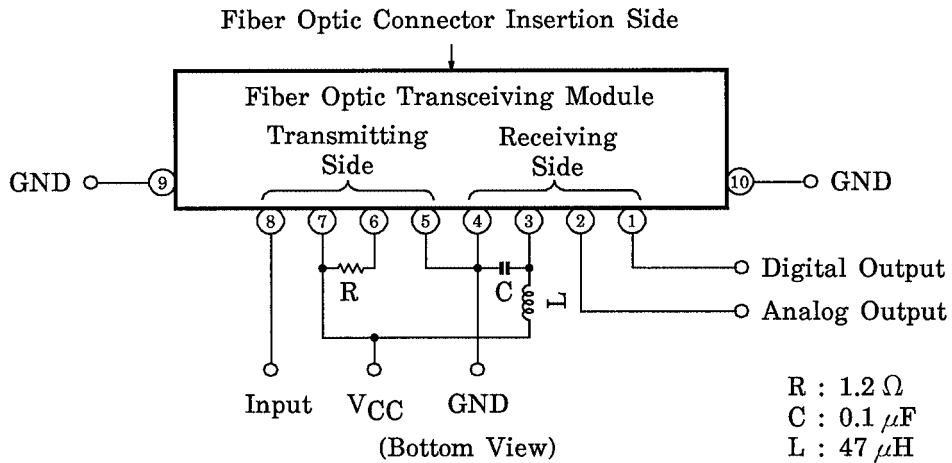 Fiber Optic Connector Insertion Side
Fiber Optic Transceiving Module
Transmitting Side
Receiving Side
GND 9
10 GND
8 7 6 5 4 3 2 1
R
C
L
Digital Output
Analog Output
Input VCC GND
(Bottom View)
R : 1.2 Ω
C : 0.1 μF
L : 47 μH